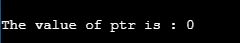 The value of ptr is : 0